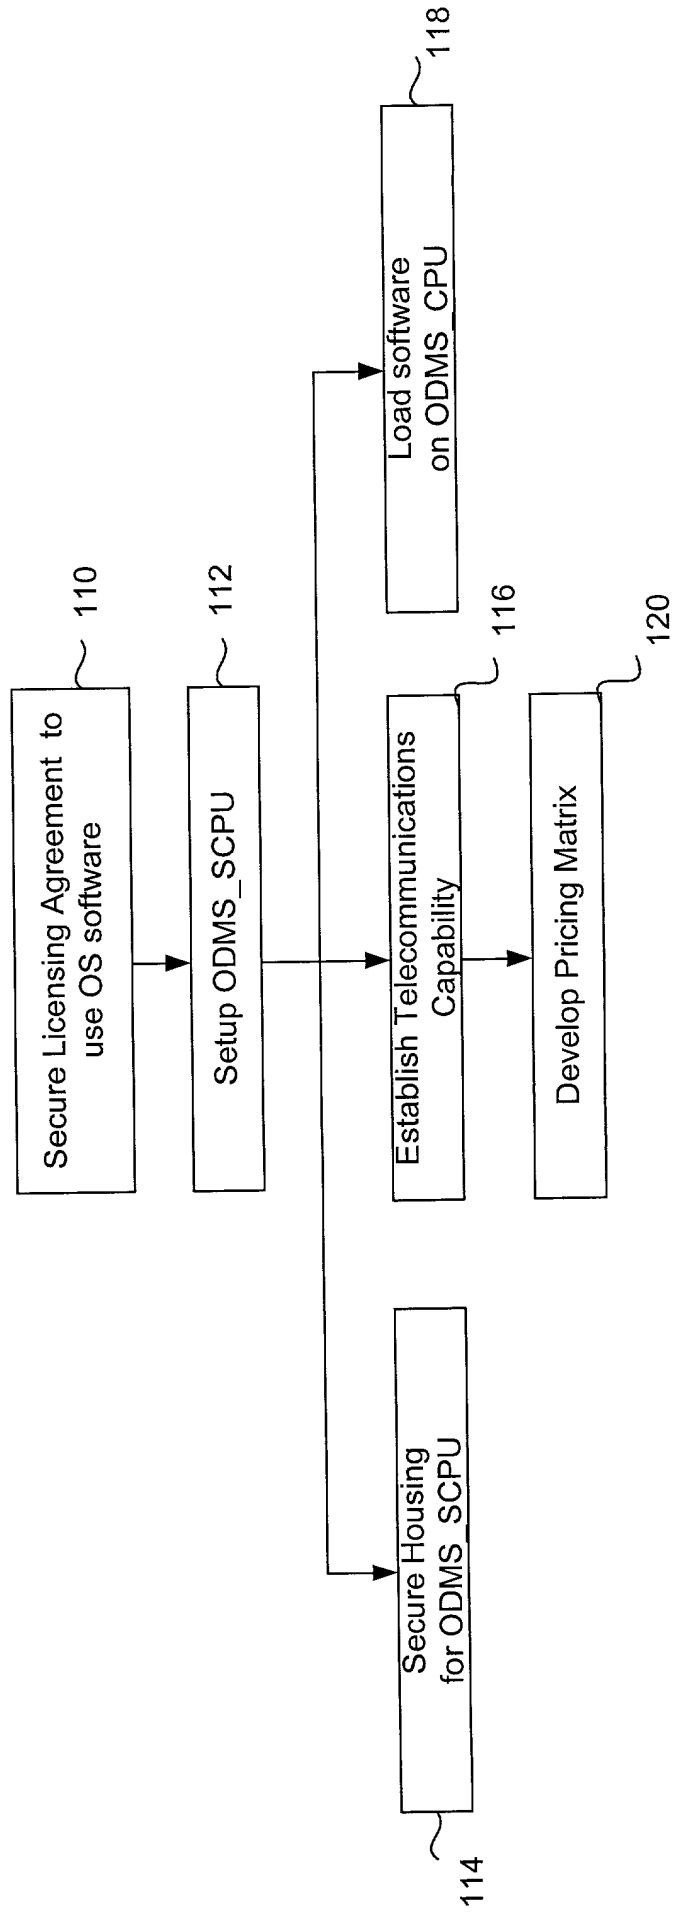 Secure Licensing Agreement to
use OS software
110
Setup ODMS_SCPU
112
Secure Housing
for ODMS_SCPU
114
Establish Telecommunications
Capability
116
Load software
on ODMS_CPU
118
Develop Pricing Matrix
120